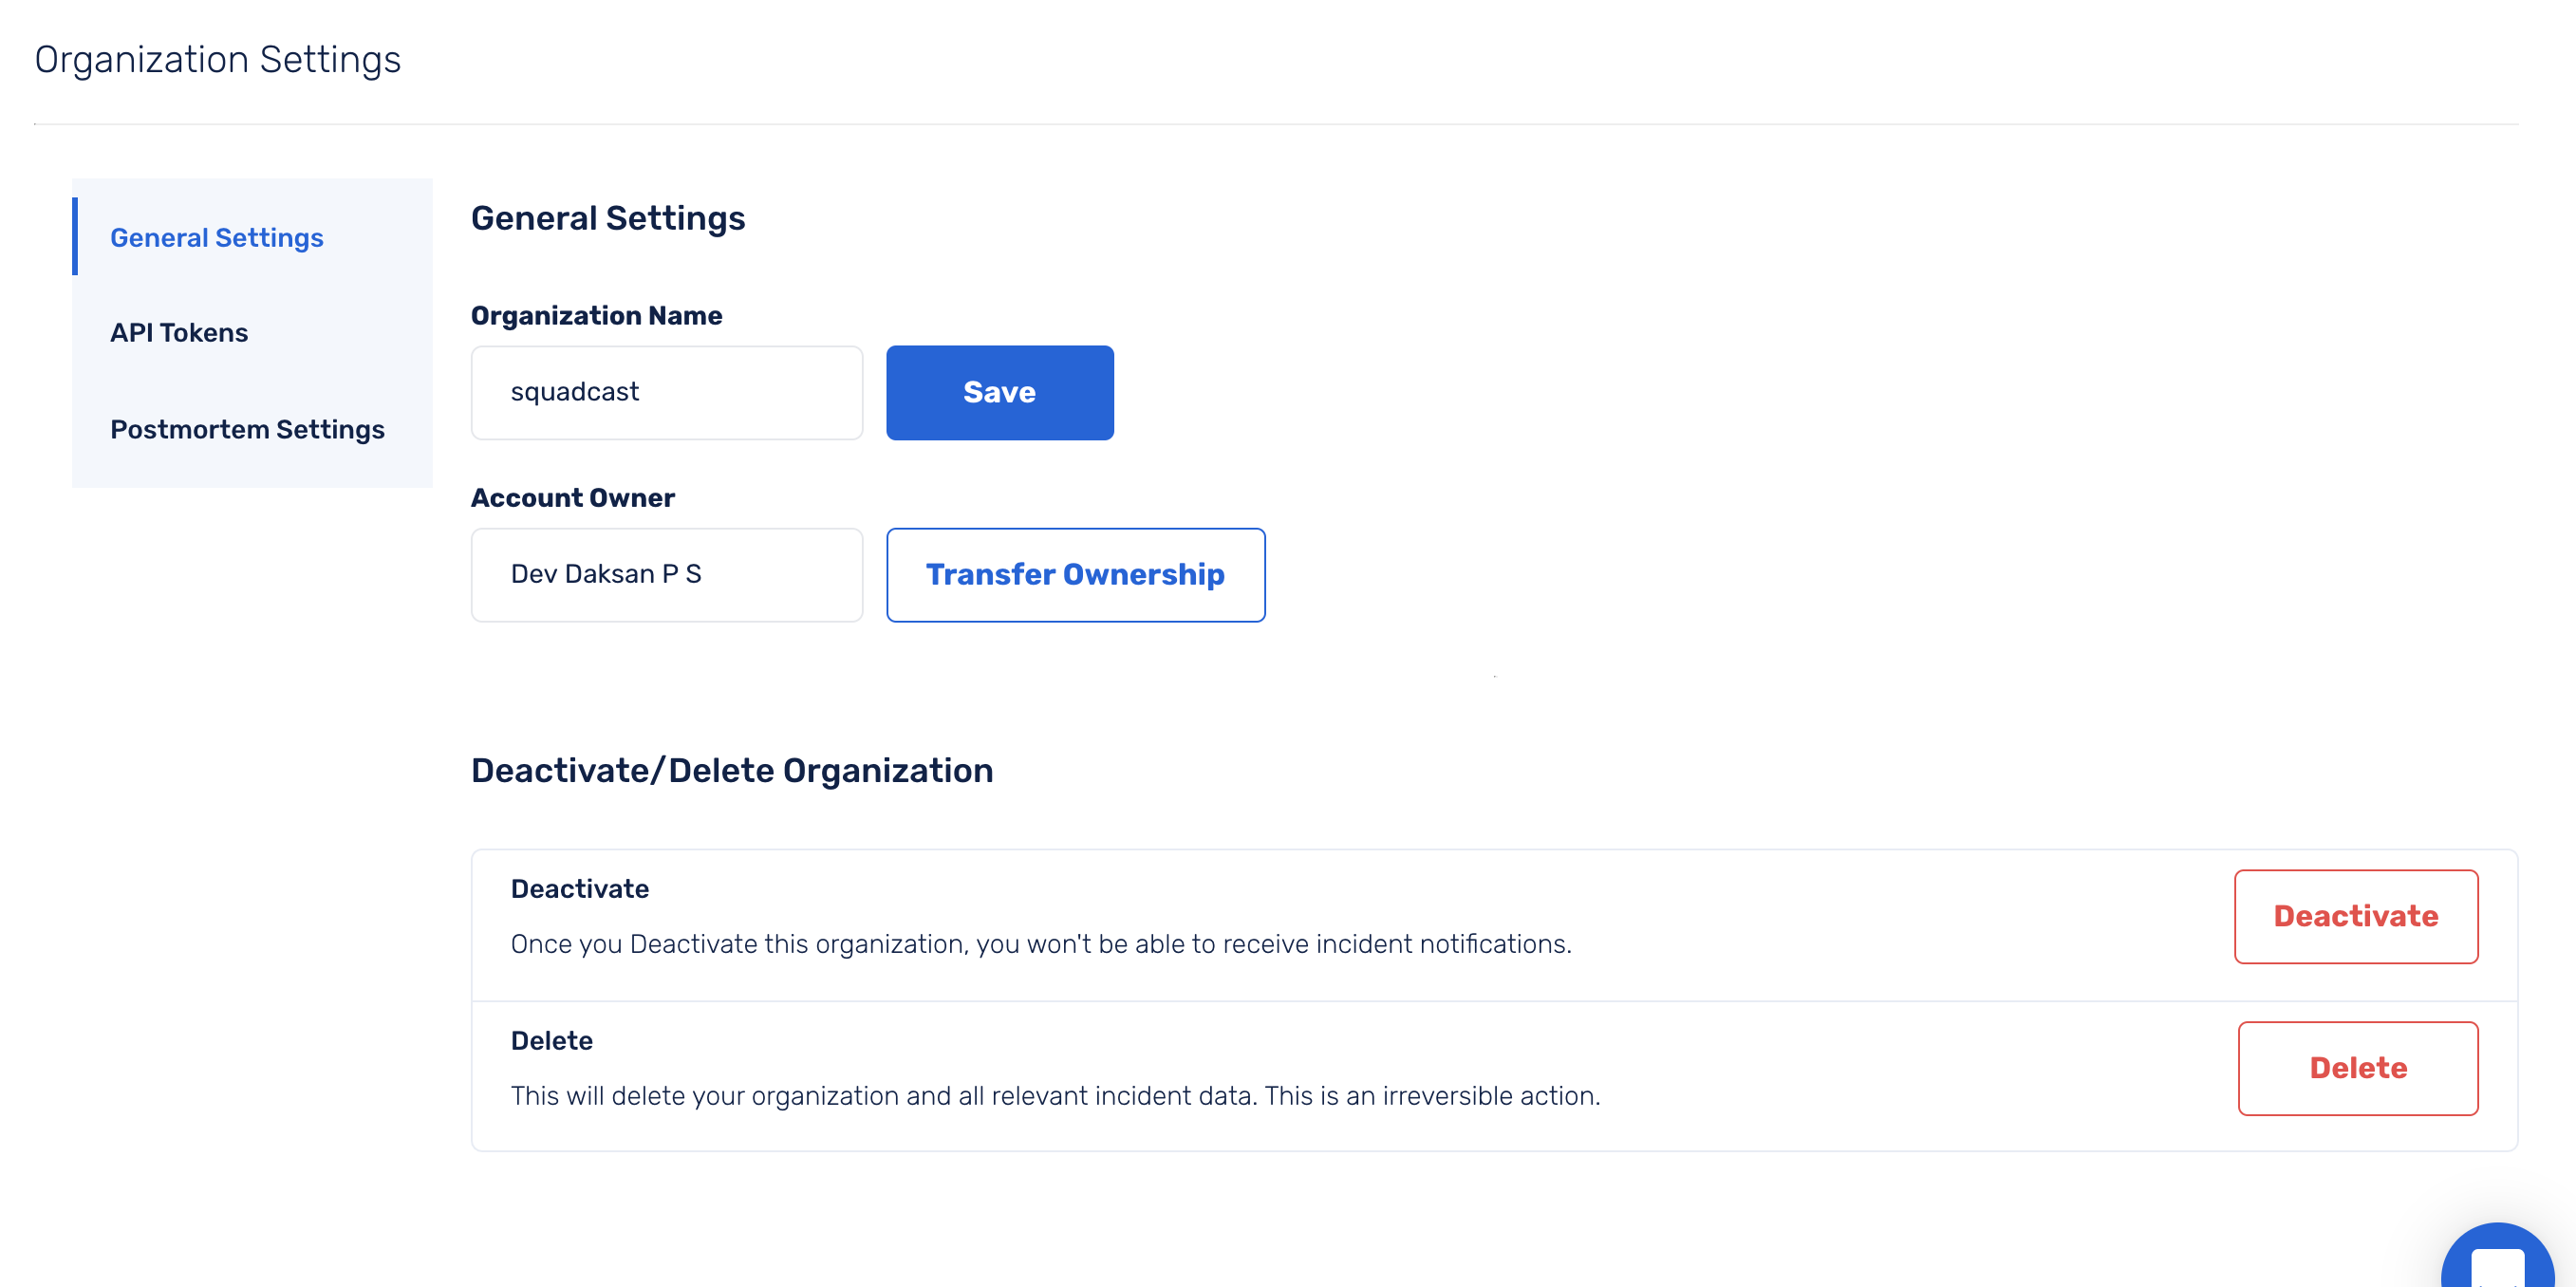 Organization Settings
General Settings
API Tokens
Postmortem Settings
General Settings
Organization Name
squadcast
Save
Account Owner
Dev Daksan P S
Transfer Ownership
Deactivate/Delete Organization
Deactivate
Once you Deactivate this organization, you won't be able to receive incident notifications.
Deactivate
Delete
This will delete your organization and all relevant incident data. This is an irreversible action.
Delete